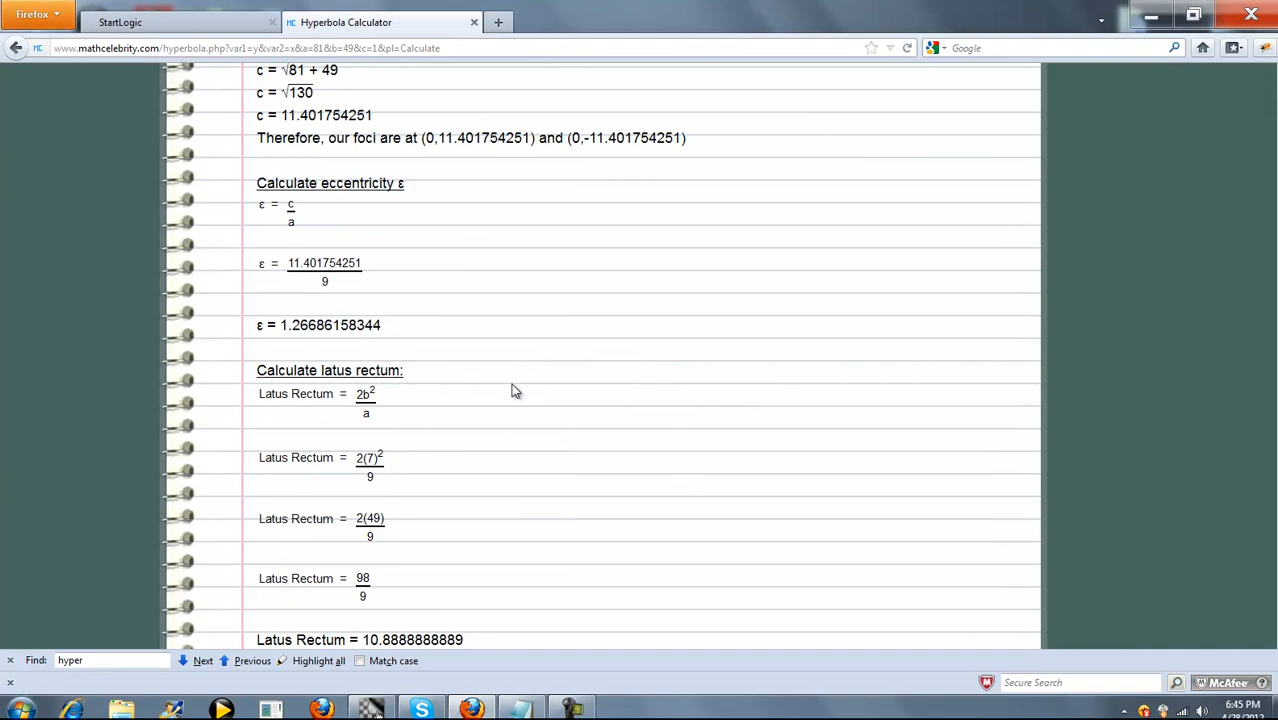 Firefox
StartLogic
Hyperbola Calculator
www.mathcelebrity.com/hyperbola.php?var1=y&var2=x&a=81&b=49&c=1&pl=Calculate
Google
c = √81 + 49
c = √130
c = 11.401754251
Therefore, our foci are at (0,11.401754251) and (0,-11.401754251)
Calculate eccentricity ε
ε = c
a
ε = 11.401754251
9
ε = 1.26686158344
Calculate latus rectum:
Latus Rectum = 2b²
a
Latus Rectum = 2(7)²
9
Latus Rectum = 2(49)
9
Latus Rectum = 98
9
Latus Rectum = 10.8888888889
Find: hyper Next Previous Highlight all Match case
Secure Search McAfee
6:45 PM
4/28/2012